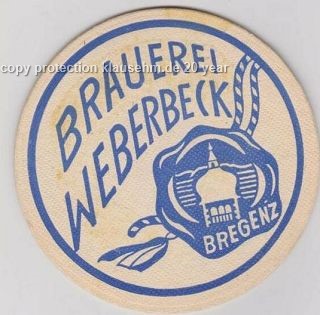 copy protection klausehm.de 20 year
BRAUEREI
WEBERBECK
BREGENZ